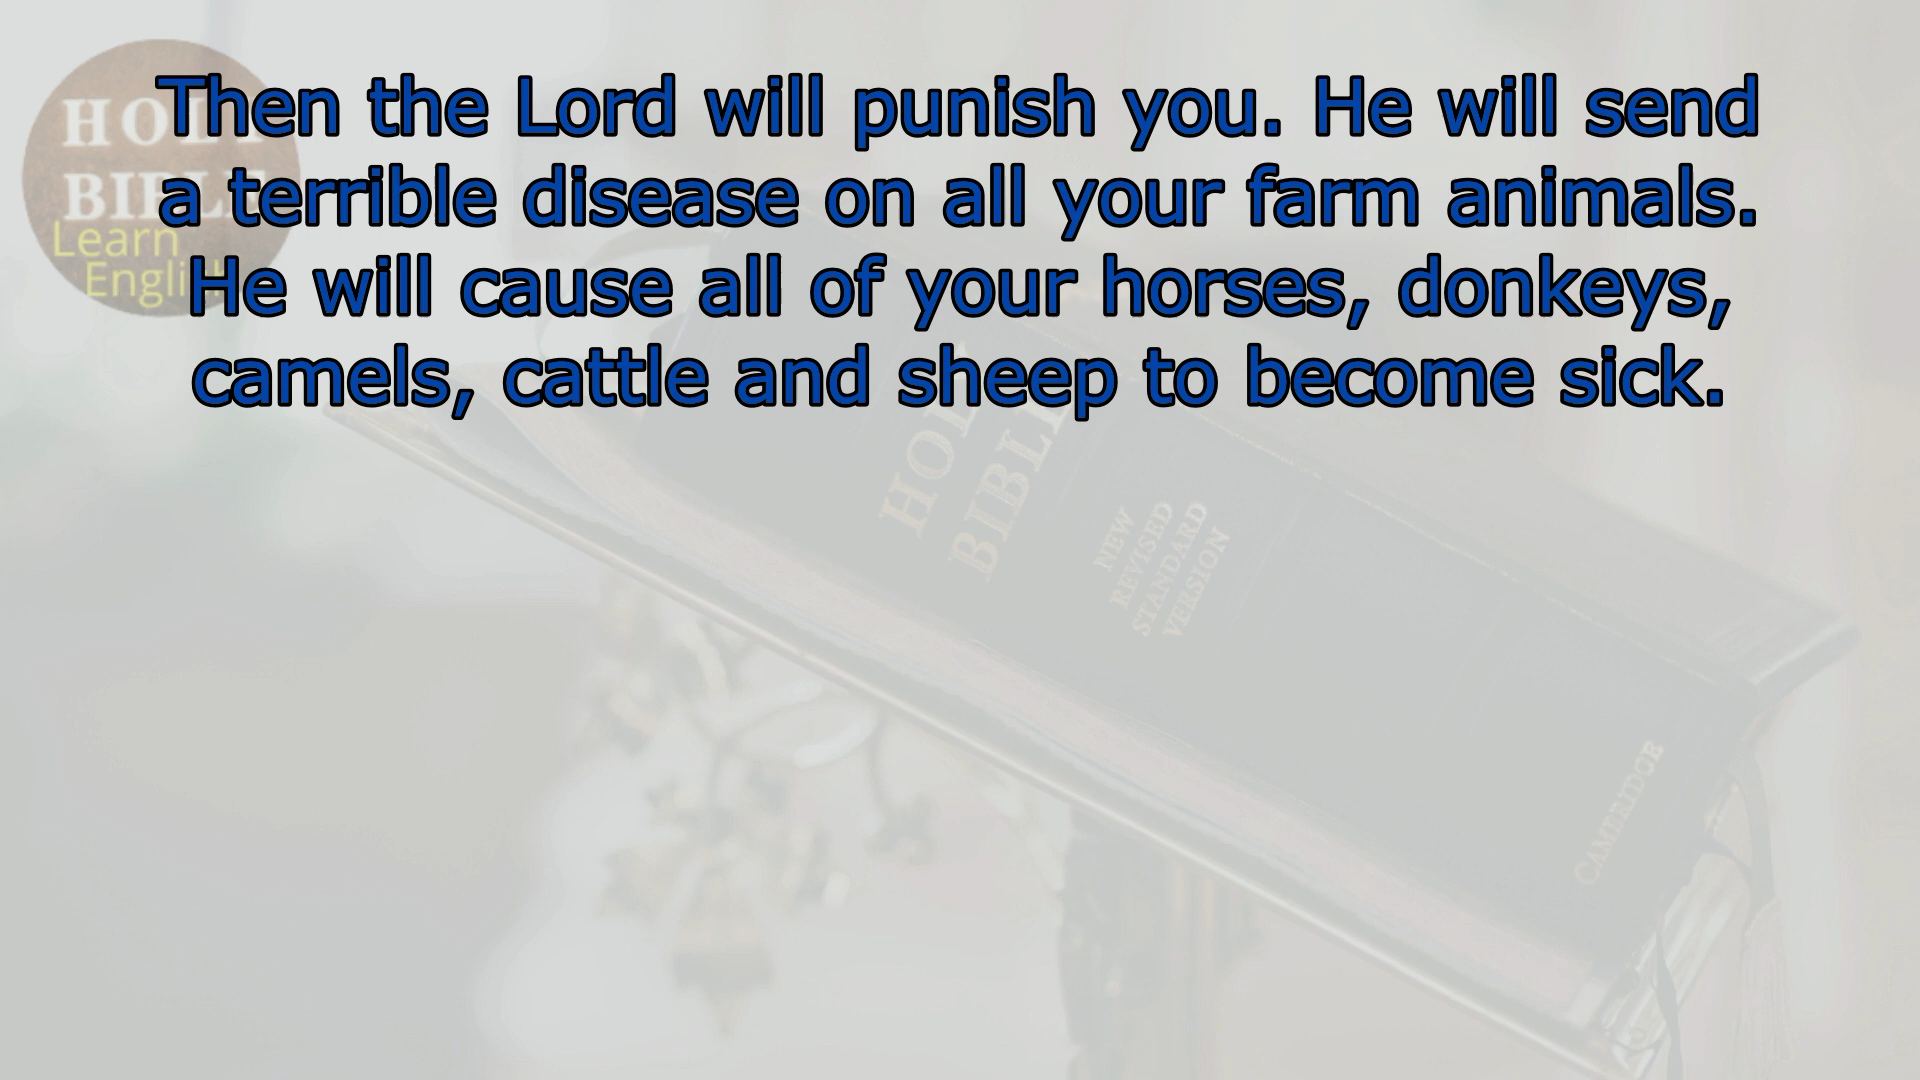 Then the Lord will punish you. He will send
a terrible disease on all your farm animals.
He will cause all of your horses, donkeys,
camels, cattle and sheep to become sick.
HOLY
BIBLE
Learn
English
HOLY
BIBLE
NEW
REVISED
STANDARD
VERSION
CAMBRIDGE